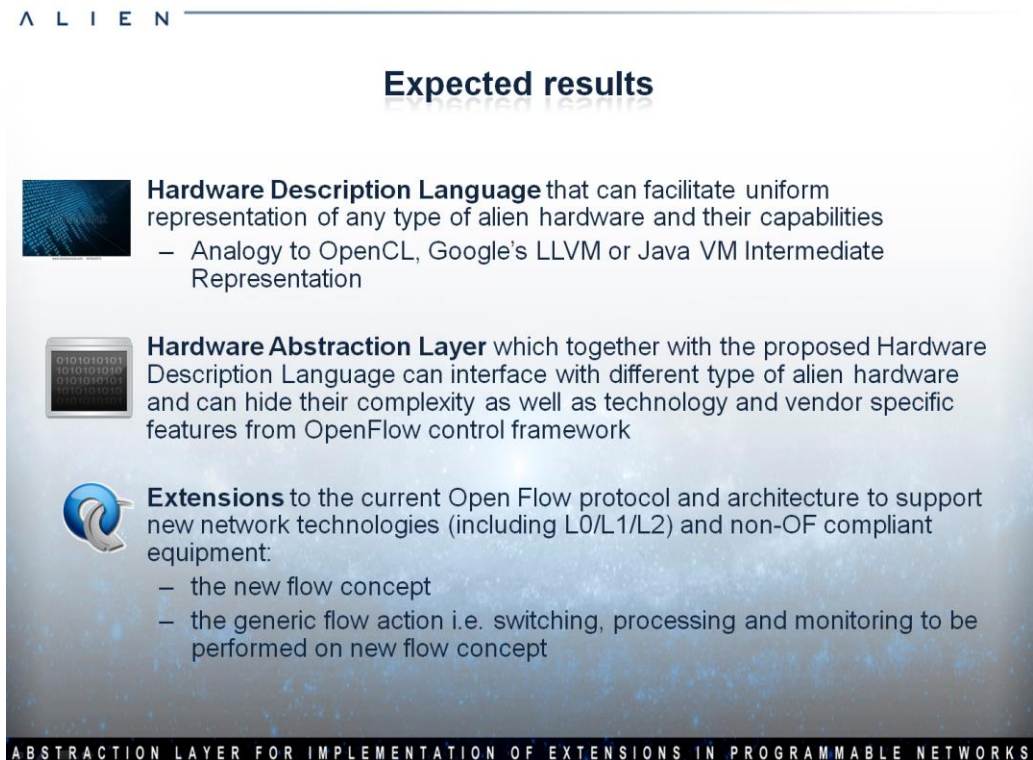 ALIEN
Expected results
Hardware Description Language that can facilitate uniform
representation of any type of alien hardware and their capabilities
– Analogy to OpenCL, Google's LLVM or Java VM Intermediate
Representation
0101010101
1010101010
0101010101
Hardware Abstraction Layer which together with the proposed Hardware
Description Language can interface with different type of alien hardware
and can hide their complexity as well as technology and vendor specific
features from OpenFlow control framework
Extensions to the current Open Flow protocol and architecture to support
new network technologies (including L0/L1/L2) and non-OF compliant
equipment:
– the new flow concept
– the generic flow action i.e. switching, processing and monitoring to be
performed on new flow concept
ABSTRACTION LAYER FOR IMPLEMENTATION OF EXTENSIONS IN PROGRAMMABLE NETWORKS